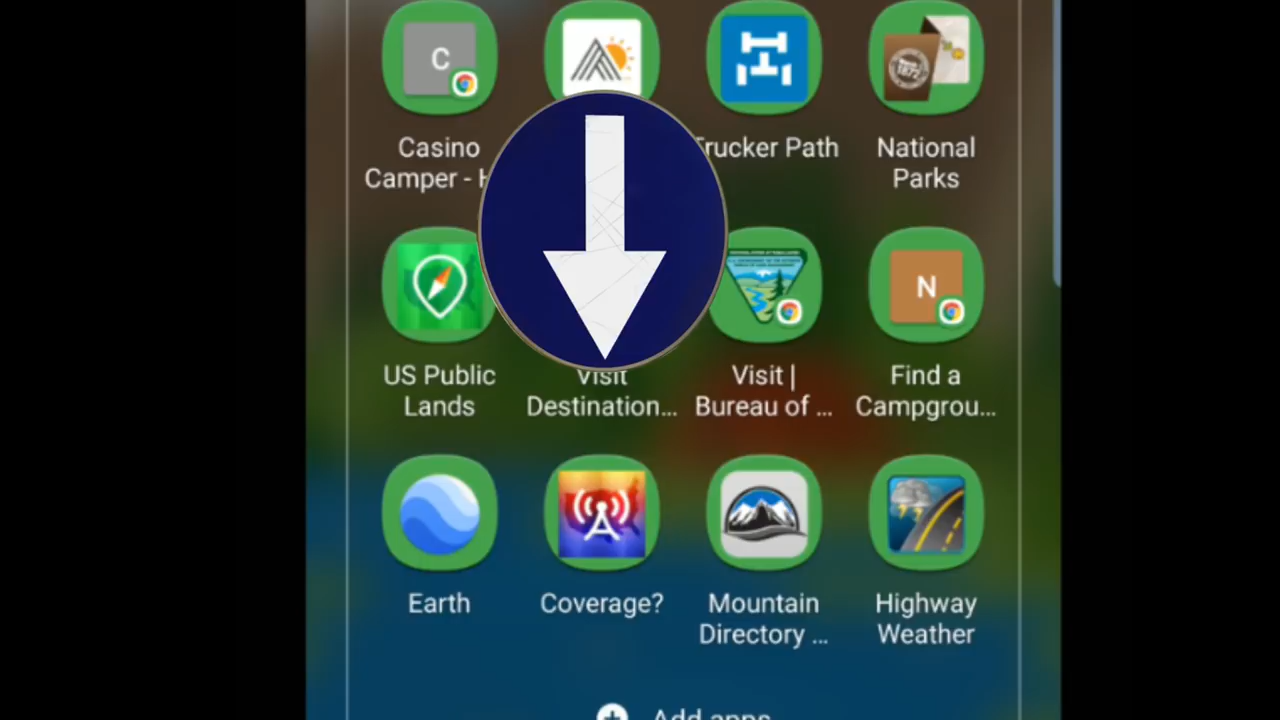 C
1872
Casino
Camper -
Trucker Path
National
Parks
N
US Public
Lands
Visit
Destination...
Visit |
Bureau of ...
Find a
Campgrou...
Earth
Coverage?
Mountain
Directory ...
Highway
Weather
Add apps